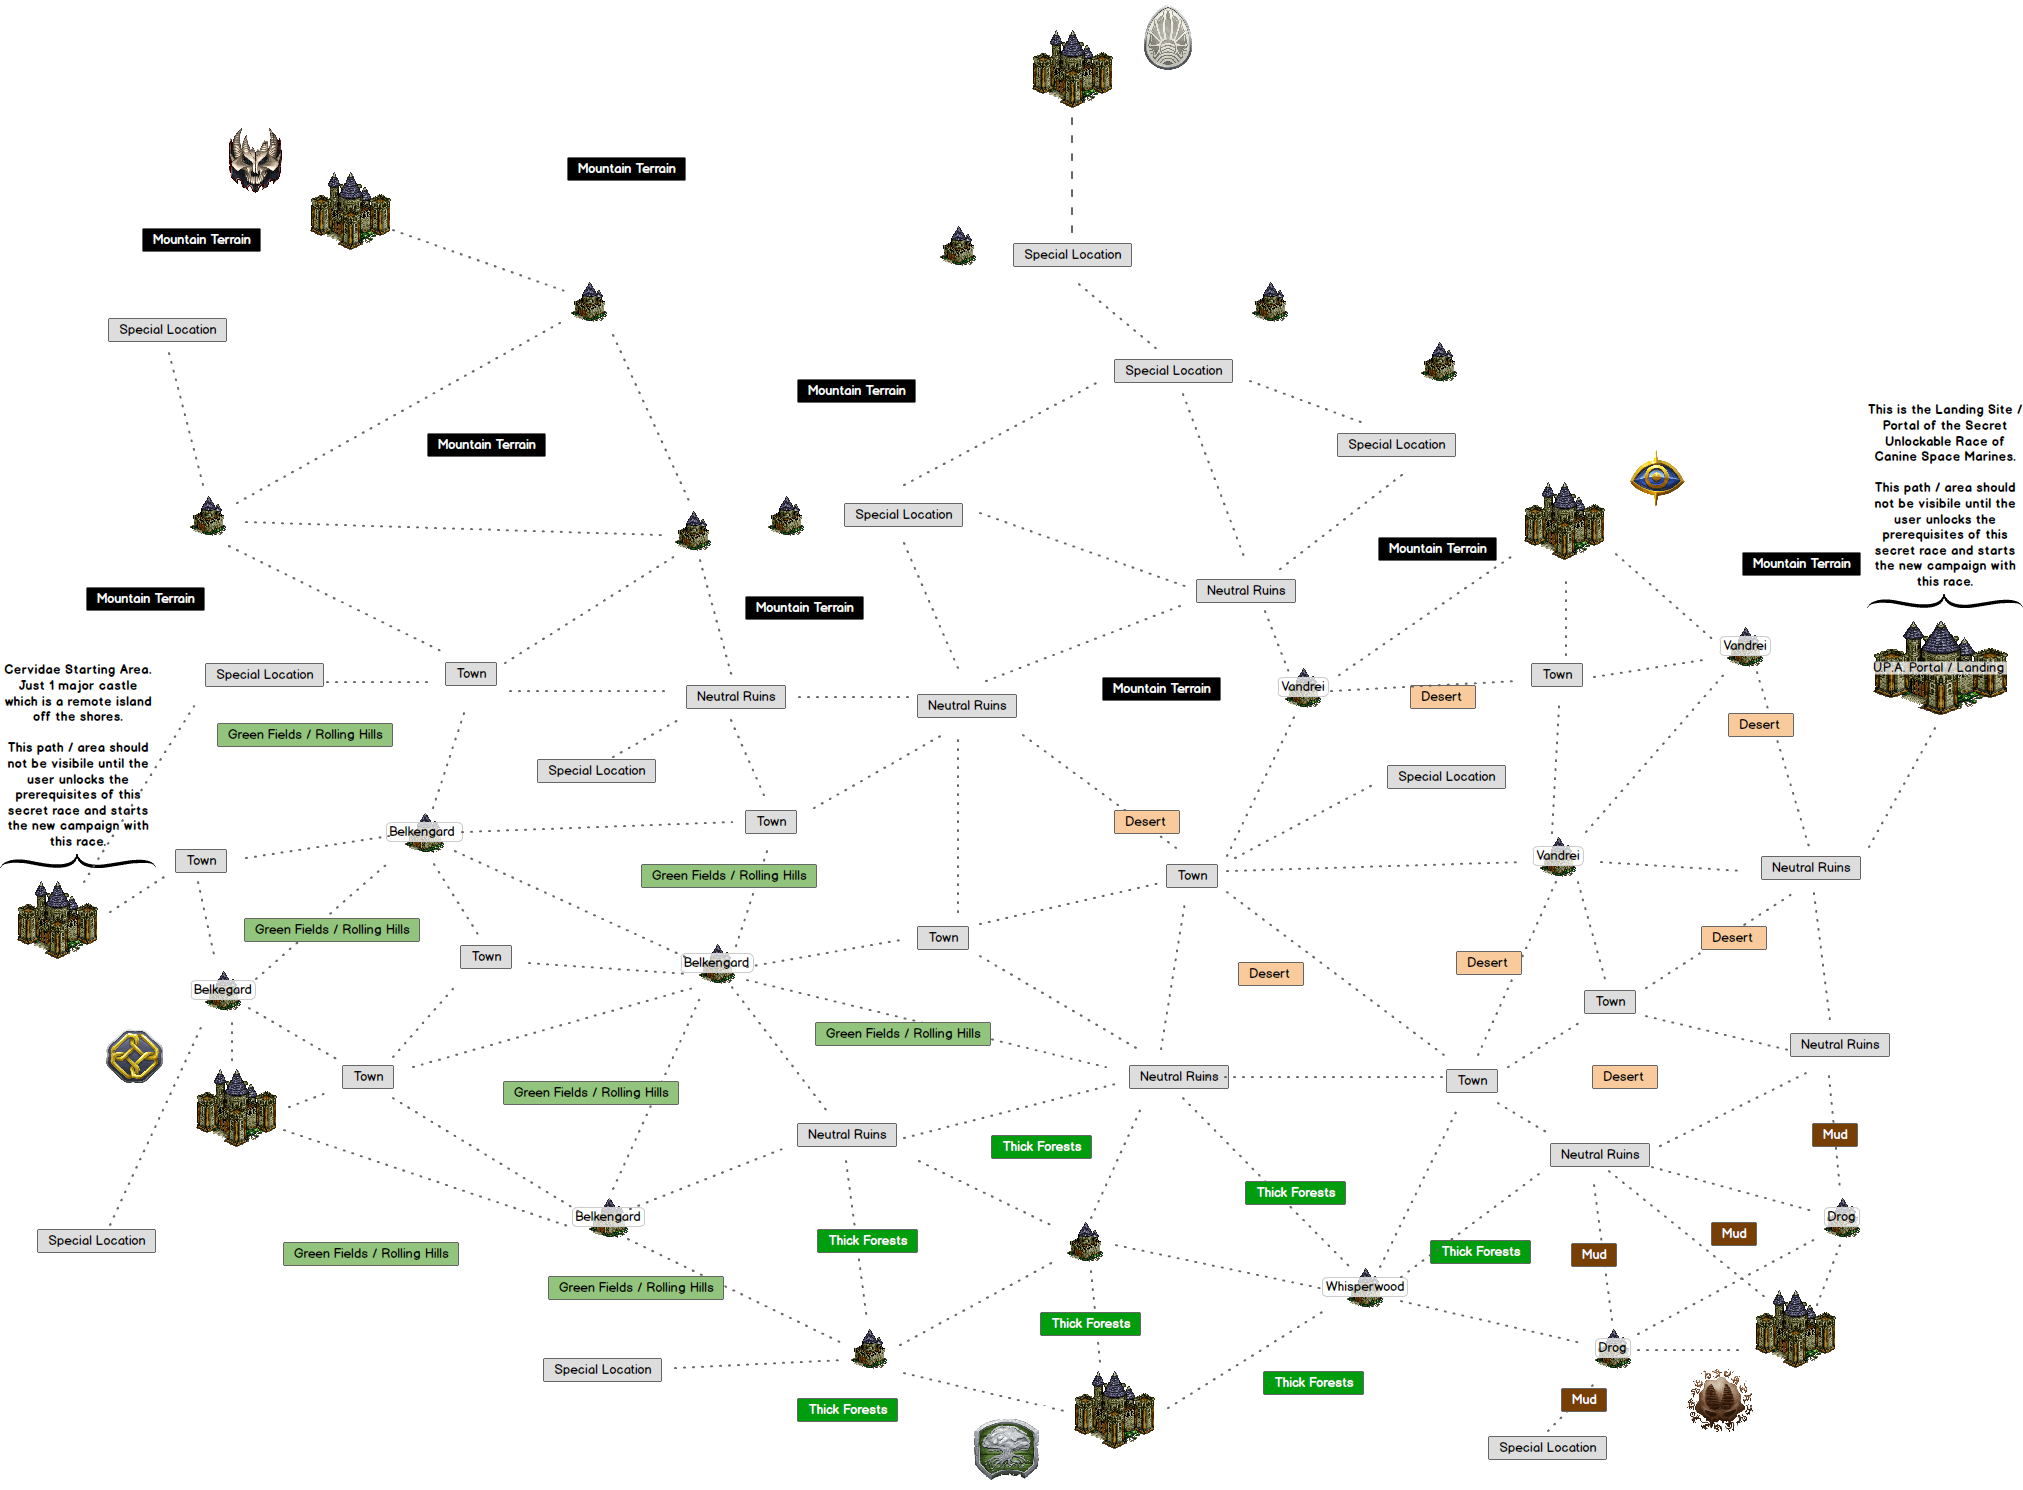 Mountain Terrain
Mountain Terrain
Special Location
Special Location
Special Location
Mountain Terrain
This is the Landing Site /
Portal of the Secret
Unlockable Race of
Canine Space Marines.
This path / area should
not be visibile until the
user unlocks the
prerequisites of this
secret race and starts
the new campaign with
this race.
Mountain Terrain
Special Location
Special Location
Mountain Terrain
Mountain Terrain
Neutral Ruins
Mountain Terrain
Mountain Terrain
Vandrei
U.P.A. Portal / Landing
Cervidae Starting Area.
Just 1 major castle
which is a remote island
off the shores.
This path / area should
not be visibile until the
user unlocks the
prerequisites of this
secret race and starts
the new campaign with
this race.
Special Location
Town
Town
Vandrei
Mountain Terrain
Neutral Ruins
Desert
Neutral Ruins
Desert
Green Fields / Rolling Hills
Special Location
Special Location
Town
Desert
Belkengard
Vandrei
Town
Neutral Ruins
Green Fields / Rolling Hills
Town
Green Fields / Rolling Hills
Town
Desert
Town
Belkengard
Desert
Desert
Belkegard
Town
Green Fields / Rolling Hills
Neutral Ruins
Town
Neutral Ruins
Town
Desert
Green Fields / Rolling Hills
Neutral Ruins
Mud
Thick Forests
Neutral Ruins
Thick Forests
Belkengard
Drog
Special Location
Thick Forests
Mud
Green Fields / Rolling Hills
Thick Forests
Mud
Green Fields / Rolling Hills
Whisperwood
Thick Forests
Drog
Special Location
Thick Forests
Mud
Thick Forests
Special Location